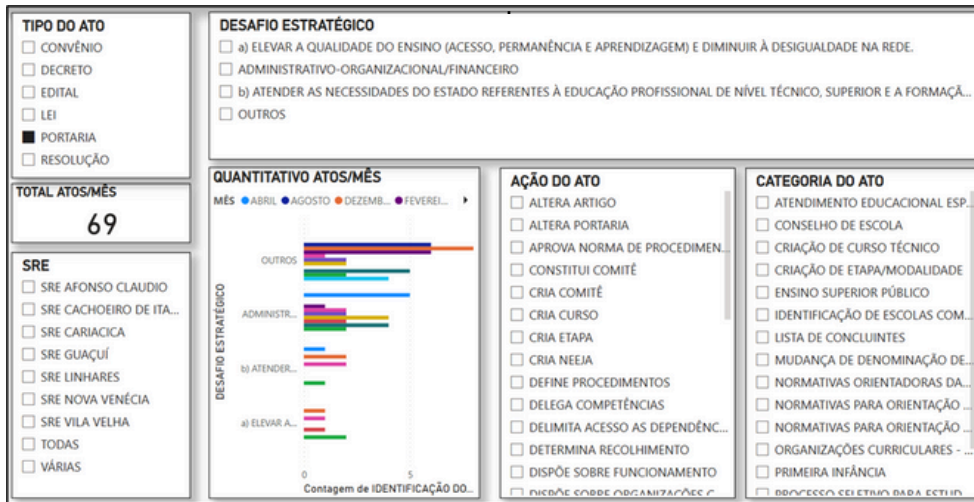 TIPO DO ATO
CONVÊNIO
DECRETO
EDITAL
LEI
PORTARIA
RESOLUÇÃO
DESAFIO ESTRATÉGICO
a) ELEVAR A QUALIDADE DO ENSINO (ACESSO, PERMANÊNCIA E APRENDIZAGEM) E DIMINUIR À DESIGUALDADE NA REDE.
ADMINISTRATIVO-ORGANIZACIONAL/FINANCEIRO
b) ATENDER AS NECESSIDADES DO ESTADO REFERENTES À EDUCAÇÃO PROFISSIONAL DE NÍVEL TÉCNICO, SUPERIOR E A FORMAÇÃ...
OUTROS
TOTAL ATOS/MÊS
69
SRE
SRE AFONSO CLAUDIO
SRE CACHOEIRO DE ITA...
SRE CARIACICA
SRE GUAÇUÍ
SRE LINHARES
SRE NOVA VENÉCIA
SRE VILA VELHA
TODAS
VÁRIAS
QUANTITATIVO ATOS/MÊS
MÊS ABRIL AGOSTO DEZEMB... FEVEREI...
DESAFIO ESTRATÉGICO
OUTROS
ADMINISTR...
b) ATENDER...
a) ELEVAR A...
0 5
Contagem de IDENTIFICAÇÃO DO...
AÇÃO DO ATO
ALTERA ARTIGO
ALTERA PORTARIA
APROVA NORMA DE PROCEDIMEN...
CONSTITUI COMITÊ
CRIA COMITÊ
CRIA CURSO
CRIA ETAPA
CRIA NEEJA
DEFINE PROCEDIMENTOS
DELEGA COMPETÊNCIAS
DELIMITA ACESSO AS DEPENDÊNC...
DETERMINA RECOLHIMENTO
DISPÕE SOBRE FUNCIONAMENTO
DISPÕE SOBRE ORGANIZAÇÕES C...
CATEGORIA DO ATO
ATENDIMENTO EDUCACIONAL ESP...
CONSELHO DE ESCOLA
CRIAÇÃO DE CURSO TÉCNICO
CRIAÇÃO DE ETAPA/MODALIDADE
ENSINO SUPERIOR PÚBLICO
IDENTIFICAÇÃO DE ESCOLAS COM...
LISTA DE CONCLUINTES
MUDANÇA DE DENOMINAÇÃO DE...
NORMATIVAS ORIENTADORAS DA...
NORMATIVAS PARA ORIENTAÇÃO ...
NORMATIVAS PARA ORIENTAÇÃO ...
ORGANIZAÇÕES CURRICULARES - ...
PRIMEIRA INFÂNCIA
PROCESSO SELETIVO PARA ESTUD...